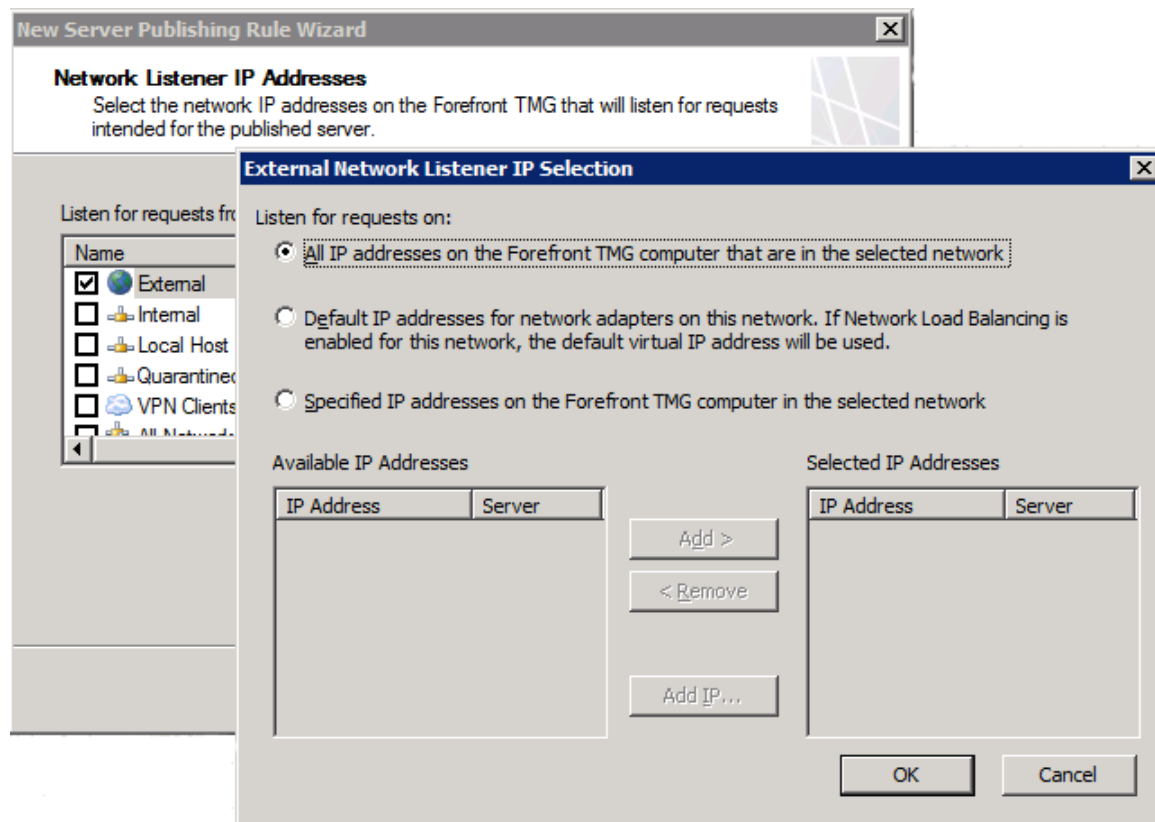 New Server Publishing Rule Wizard
Network Listener IP Addresses
Select the network IP addresses on the Forefront TMG that will listen for requests
intended for the published server.
External Network Listener IP Selection
Listen for requests
Name
External
Internal
Local Host
VPN Clients
Listen for requests on:
All IP addresses on the Forefront TMG computer that are in the selected network
Default IP addresses for network adapters on this network. If Network Load Balancing is
enabled for this network, the default virtual IP address will be used.
Specified IP addresses on the Forefront TMG computer in the selected network
Available IP Addresses
IP Address Server
Add >
< Remove
Add IP...
Selected IP Addresses
IP Address Server
OK Cancel